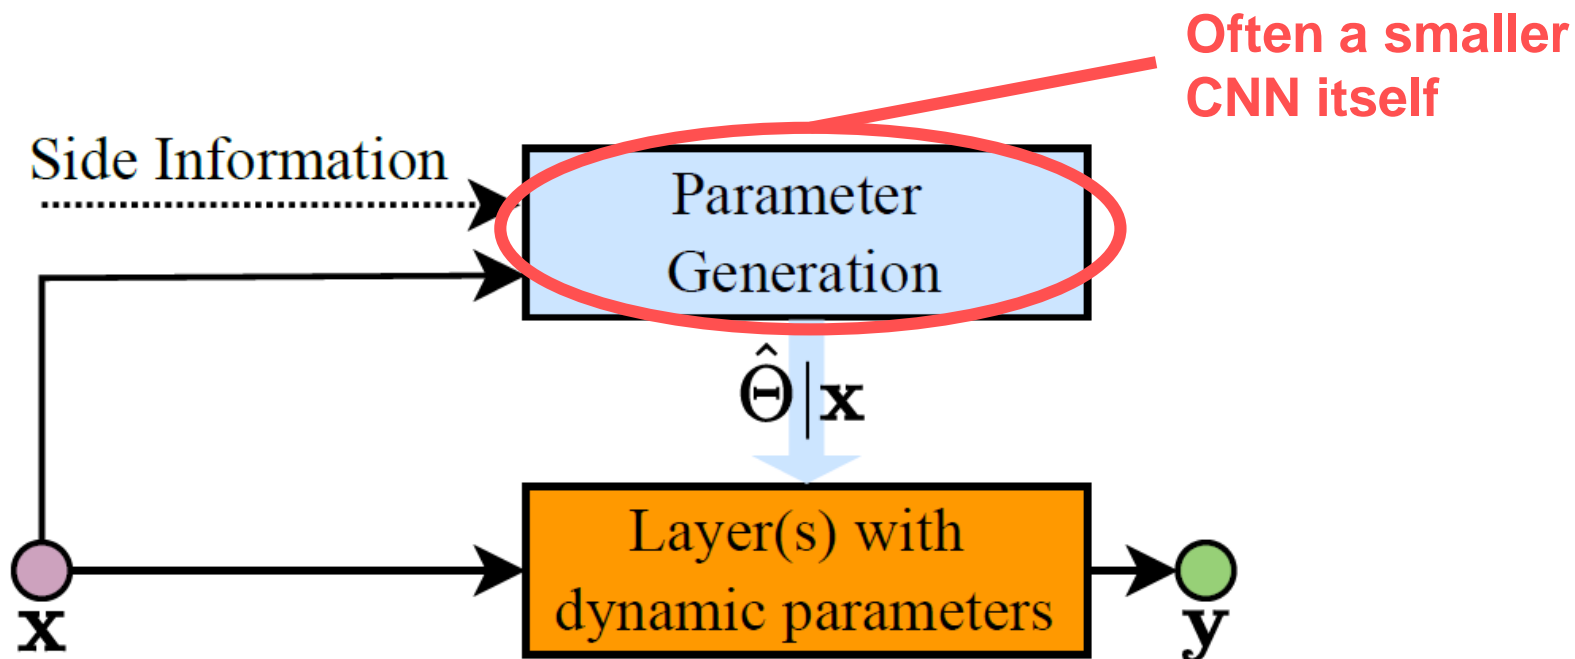 Often a smaller
CNN itself
Side Information
Parameter
Generation
Θ̂|x
Layer(s) with
dynamic parameters
x
y